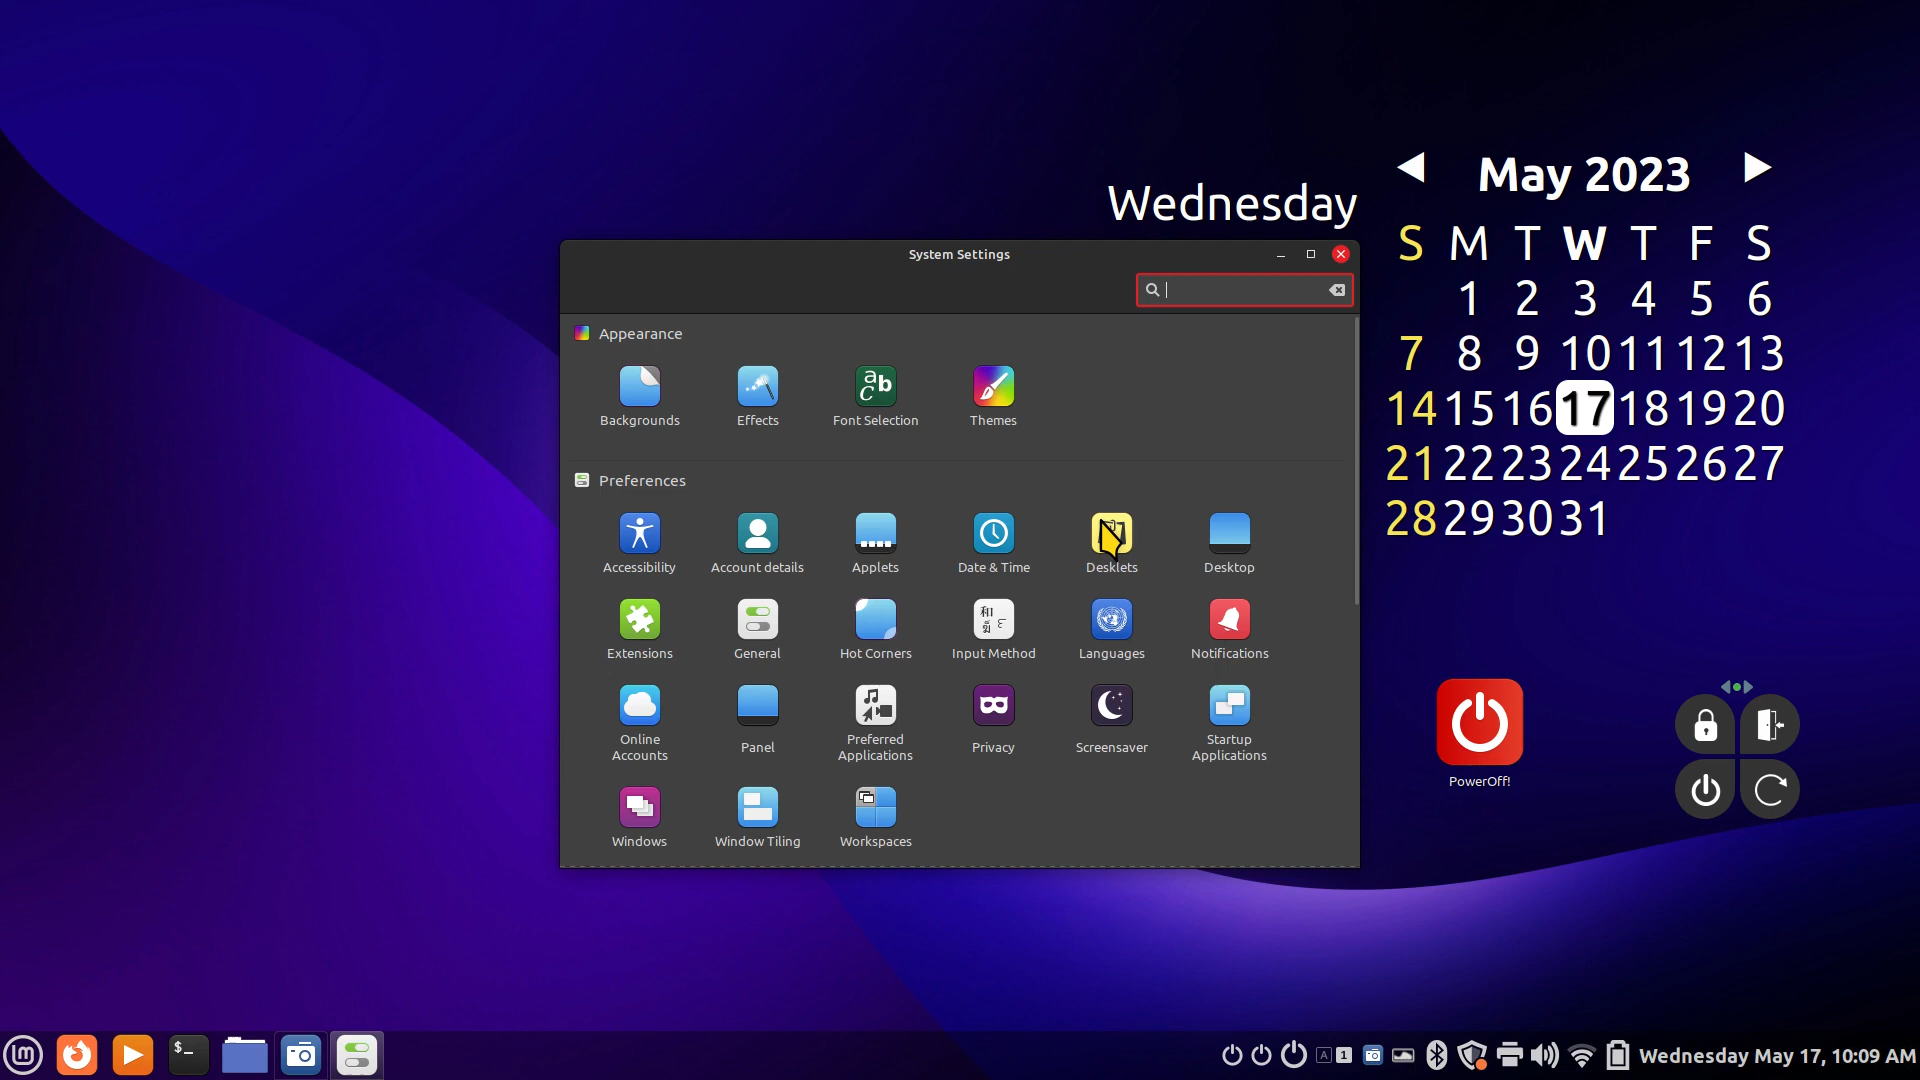 Wednesday
May 2023
S M T W T F S
1 2 3 4 5 6
7 8 9 10 11 12 13
14 15 16 17 18 19 20
21 22 23 24 25 26 27
28 29 30 31
System Settings
Appearance
Backgrounds Effects Font Selection Themes
Preferences
Accessibility Account details Applets Date & Time Desklets Desktop
Extensions General Hot Corners Input Method Languages Notifications
Online Accounts Panel Preferred Applications Privacy Screensaver Startup Applications
Windows Window Tiling Workspaces
PowerOff!
A 1
Wednesday May 17, 10:09 AM